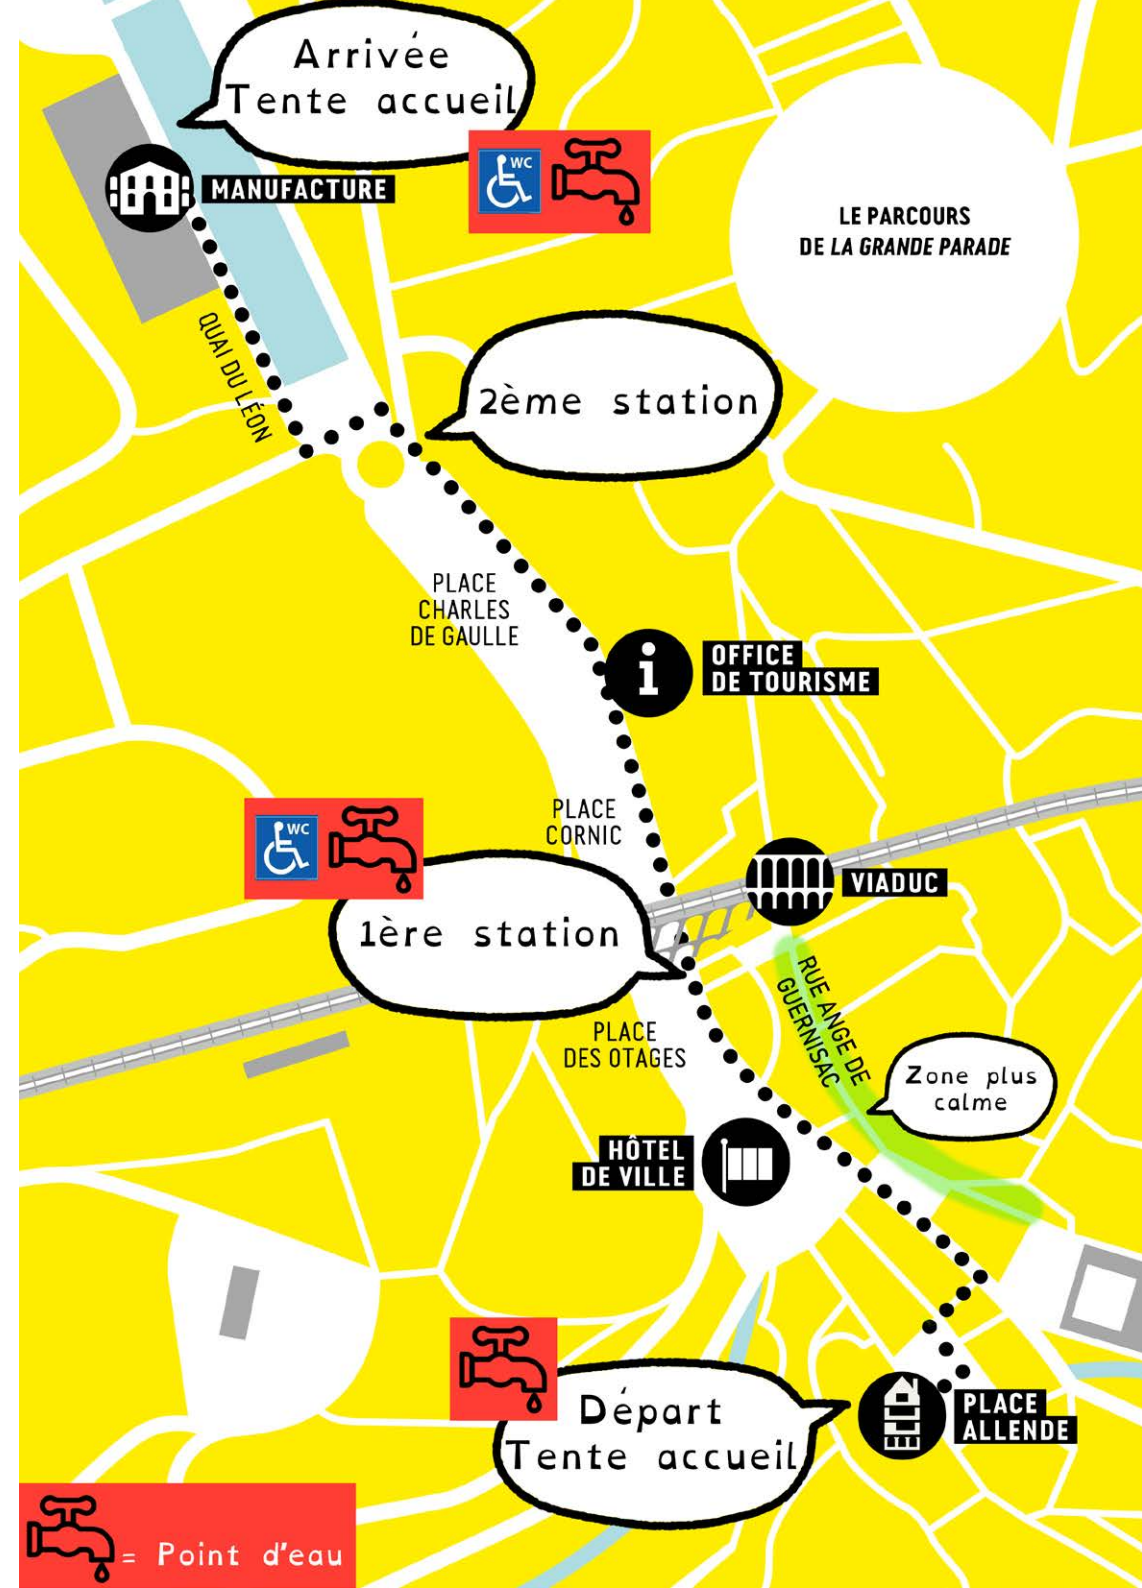 Arrivée
Tente accueil
WC
MANUFACTURE
LE PARCOURS
DE LA GRANDE PARADE
QUAI DU LÉON
2ème station
PLACE
CHARLES
DE GAULLE
i
OFFICE
DE TOURISME
PLACE
CORNIC
WC
VIADUC
1ère station
RUE ANGE DE
GUERNISAC
PLACE
DES OTAGES
Zone plus
calme
HÔTEL
DE VILLE
Départ
Tente accueil
PLACE
ALLENDE
= Point d'eau